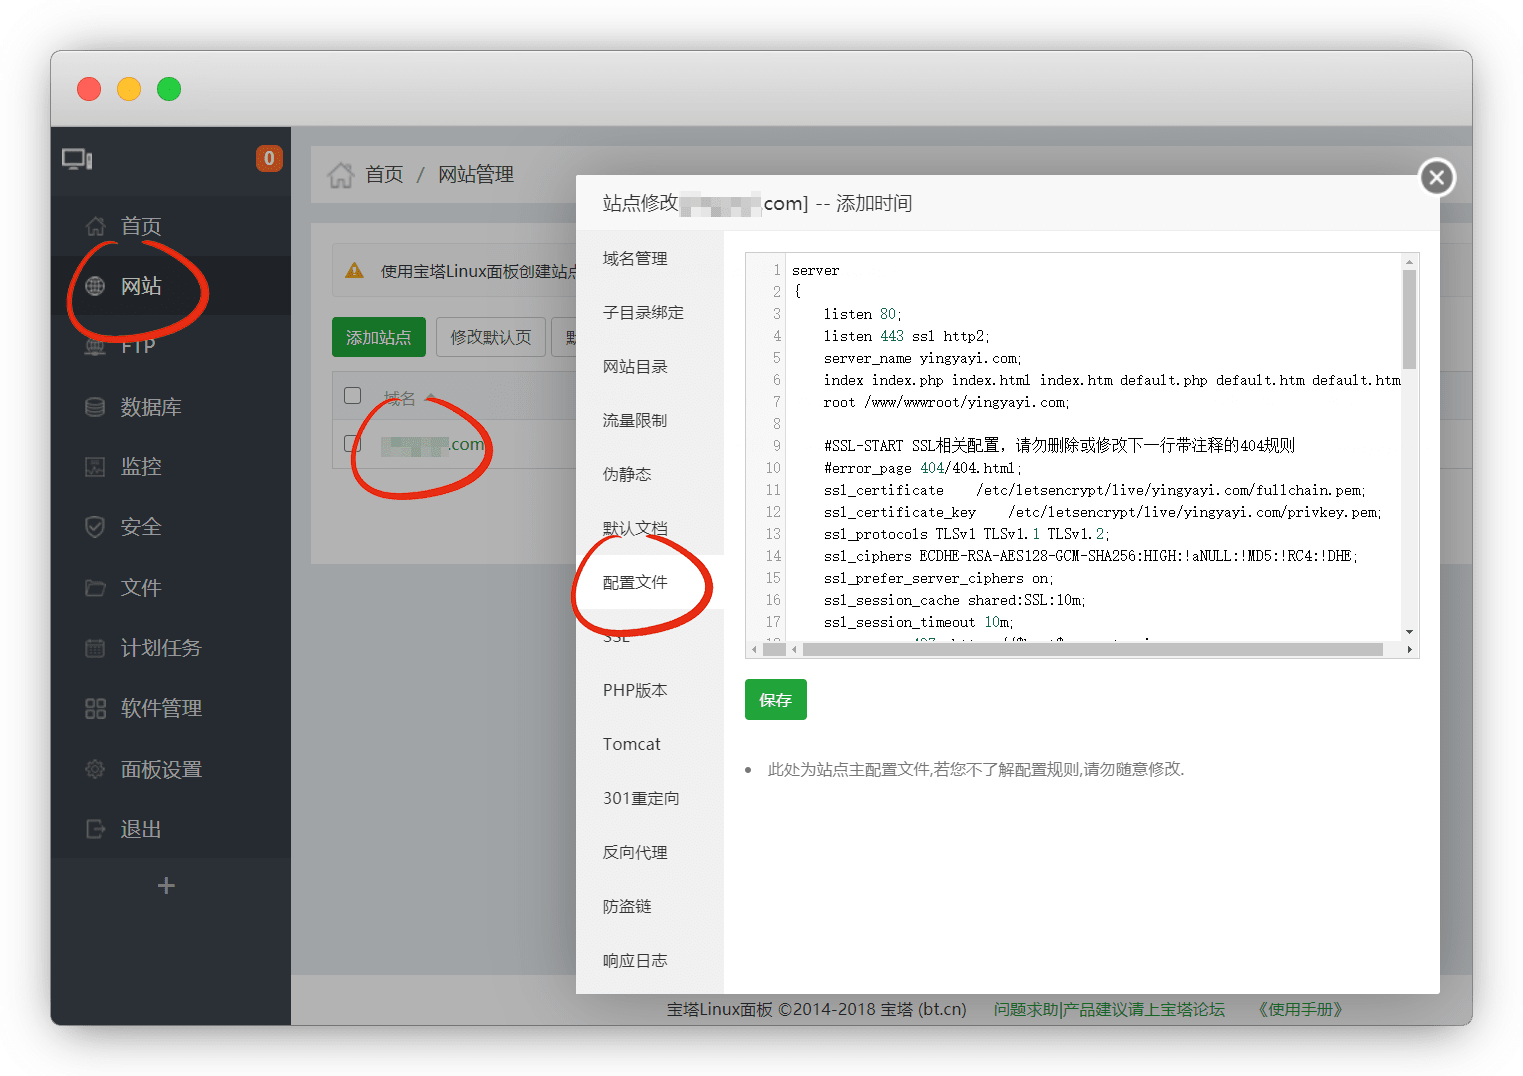 0
首页
网站
FTP
数据库
监控
安全
文件
计划任务
软件管理
面板设置
退出
+
首页 / 网站管理
使用宝塔Linux面板创建站点
添加站点
修改默认页
域名
.com
站点修改 .com] -- 添加时间
域名管理
子目录绑定
网站目录
流量限制
伪静态
默认文档
配置文件
SSL
PHP版本
Tomcat
301重定向
反向代理
防盗链
响应日志
1 server
2 {
3 listen 80;
4 listen 443 ssl http2;
5 server_name yingyayi.com;
6 index index.php index.html index.htm default.php default.htm default.htm
7 root /www/wwwroot/yingyayi.com;
8
9 #SSL-START SSL相关配置，请勿删除或修改下一行带注释的404规则
10 #error_page 404/404.html;
11 ssl_certificate /etc/letsencrypt/live/yingyayi.com/fullchain.pem;
12 ssl_certificate_key /etc/letsencrypt/live/yingyayi.com/privkey.pem;
13 ssl_protocols TLSv1 TLSv1.1 TLSv1.2;
14 ssl_ciphers ECDHE-RSA-AES128-GCM-SHA256:HIGH:!aNULL:!MD5:!RC4:!DHE;
15 ssl_prefer_server_ciphers on;
16 ssl_session_cache shared:SSL:10m;
17 ssl_session_timeout 10m;
保存
此处为站点主配置文件,若您不了解配置规则,请勿随意修改.
宝塔Linux面板 ©2014-2018 宝塔 (bt.cn) 问题求助|产品建议请上宝塔论坛 《使用手册》